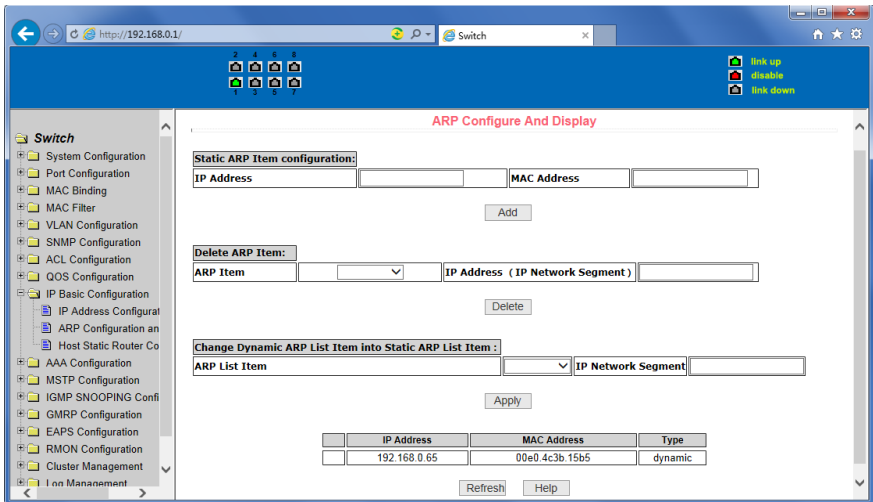 http://192.168.0.1/
Switch
2 4 6 8
1 3 5 7
link up
disable
link down
Switch
System Configuration
Port Configuration
MAC Binding
MAC Filter
VLAN Configuration
SNMP Configuration
ACL Configuration
QOS Configuration
IP Basic Configuration
IP Address Configurat
ARP Configuration an
Host Static Router Co
AAA Configuration
MSTP Configuration
IGMP SNOOPING Confi
GMRP Configuration
EAPS Configuration
RMON Configuration
Cluster Management
Log Management
ARP Configure And Display
Static ARP Item configuration:
IP Address MAC Address
Add
Delete ARP Item:
ARP Item IP Address ( IP Network Segment )
Delete
Change Dynamic ARP List Item into Static ARP List Item :
ARP List Item IP Network Segment
Apply
IP Address MAC Address Type
192.168.0.65 00e0.4c3b.15b5 dynamic
Refresh Help